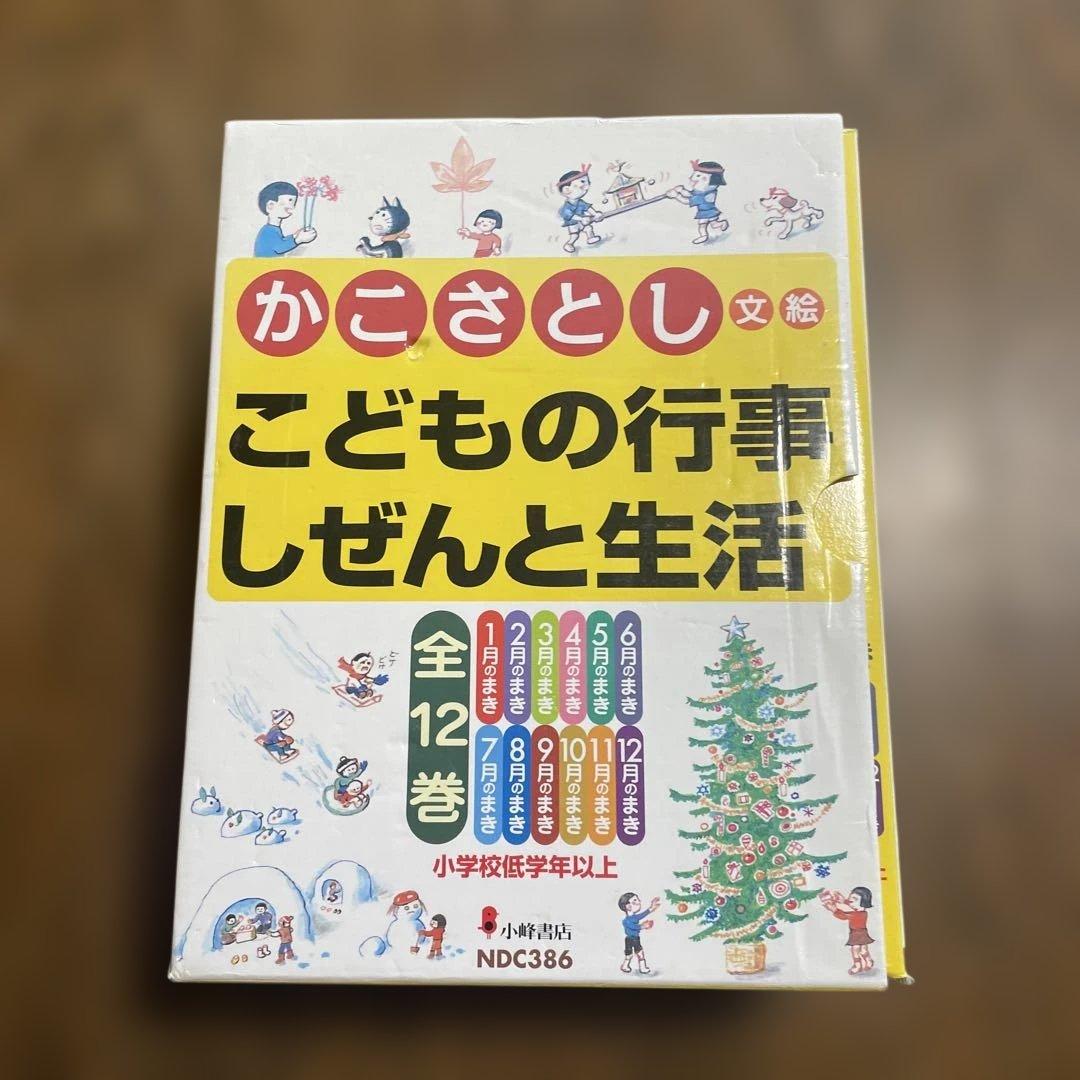 かこさとし 文 絵
こどもの行事
しぜんと生活
全12巻
1月のまき
2月のまき
3月のまき
4月のまき
5月のまき
6月のまき
7月のまき
8月のまき
9月のまき
10月のまき
11月のまき
12月のまき
小学校低学年以上
小峰書店
NDC386